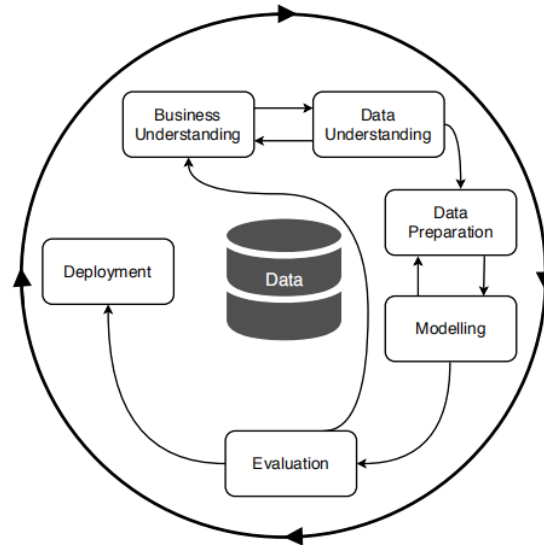 Business
Understanding
Data
Understanding
Data
Preparation
Deployment
Data
Modelling
Evaluation